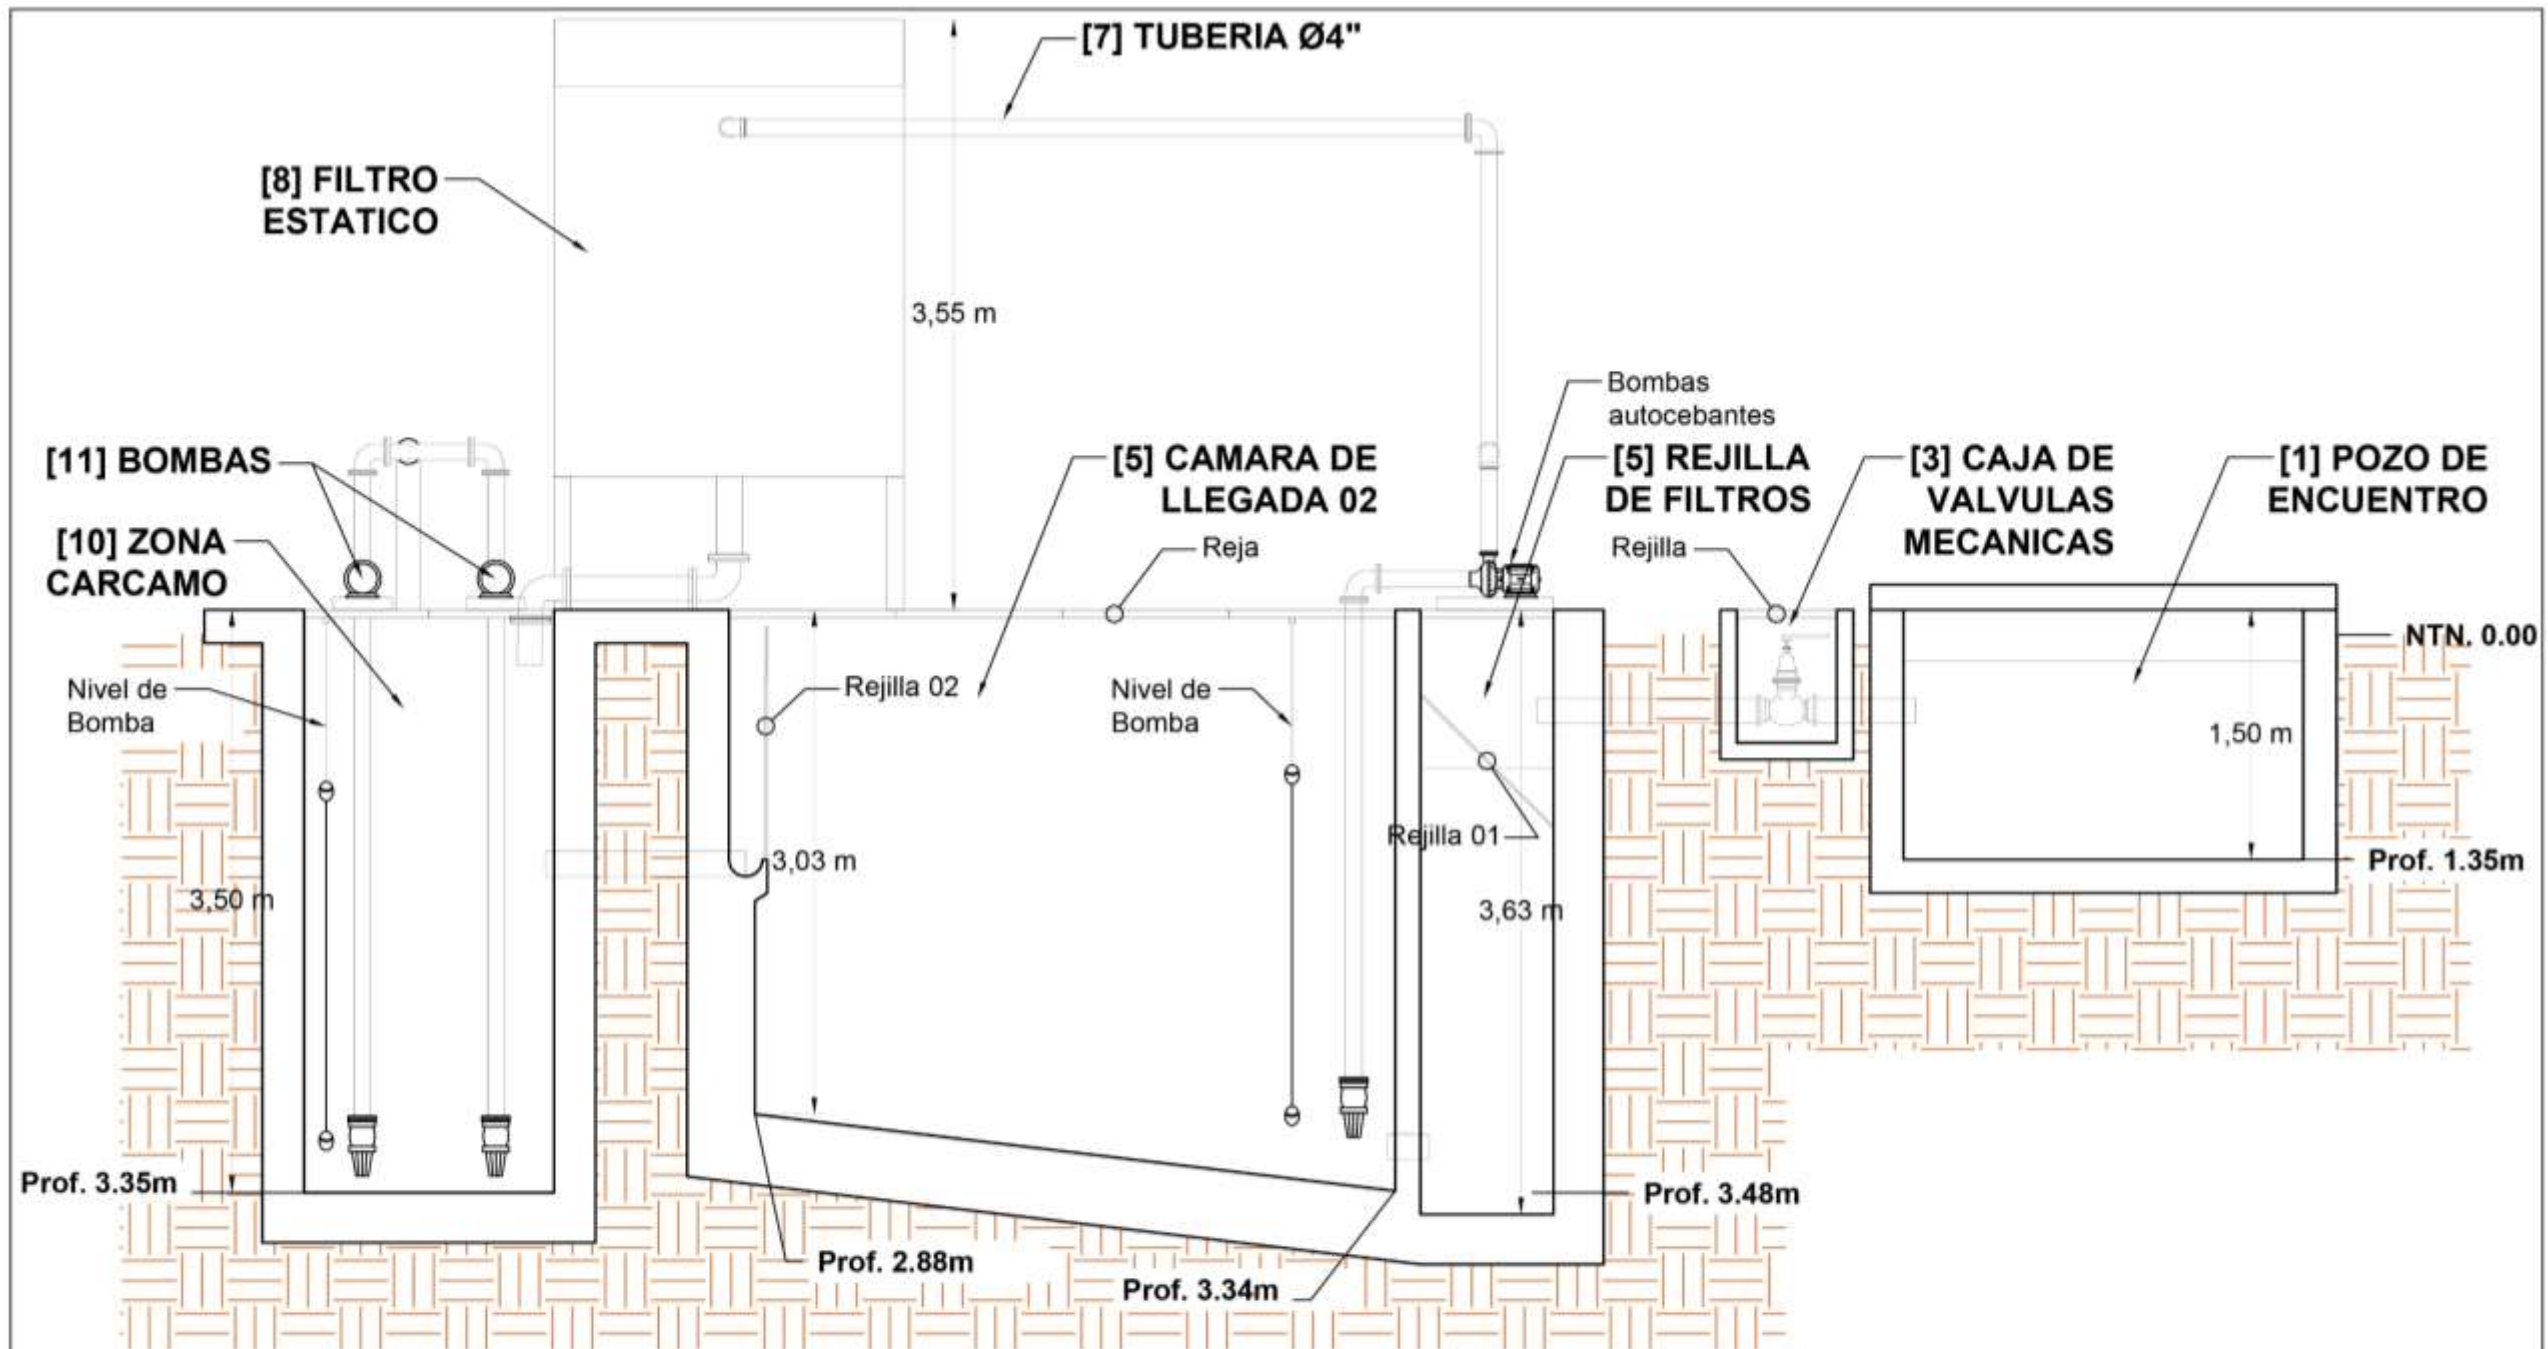 [7] TUBERIA Ø4"
[8] FILTRO
ESTATICO
3,55 m
Bombas
autocebantes
[11] BOMBAS
[5] CAMARA DE
LLEGADA 02
[5] REJILLA
DE FILTROS
[3] CAJA DE
VALVULAS
MECANICAS
[1] POZO DE
ENCUENTRO
[10] ZONA
CARCAMO
Reja
Rejilla
NTN. 0.00
Nivel de
Bomba
Rejilla 02
Nivel de
Bomba
1,50 m
Rejilla 01
3,03 m
Prof. 1.35m
3,50 m
3,63 m
Prof. 3.35m
Prof. 3.48m
Prof. 2.88m
Prof. 3.34m